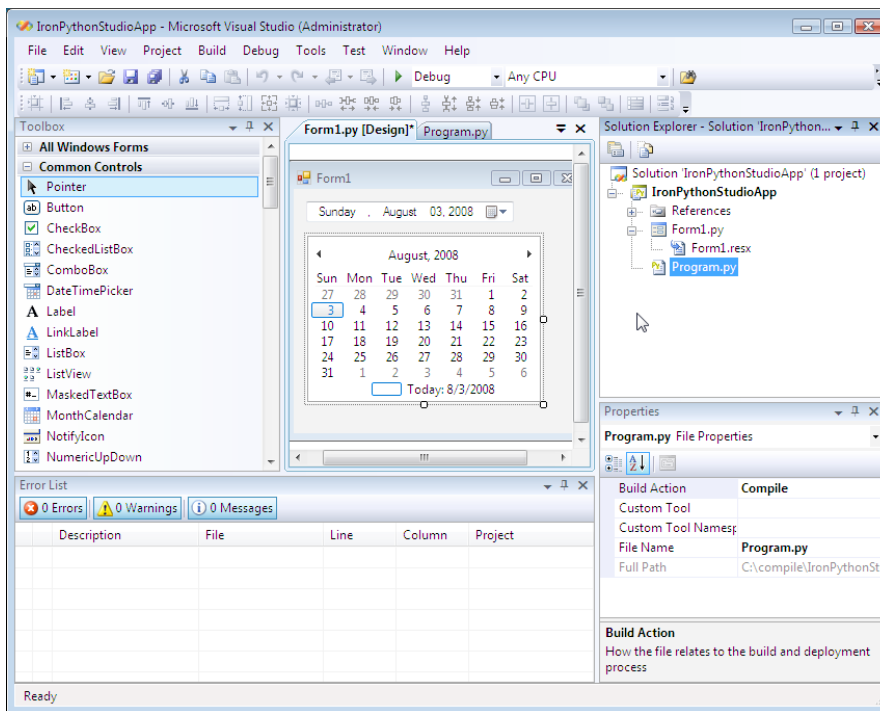 IronPythonStudioApp - Microsoft Visual Studio (Administrator)
File Edit View Project Build Debug Tools Test Window Help
Debug Any CPU
Toolbox
All Windows Forms
Common Controls
Pointer
Button
CheckBox
CheckedListBox
ComboBox
DateTimePicker
Label
LinkLabel
ListBox
ListView
MaskedTextBox
MonthCalendar
NotifyIcon
NumericUpDown
Form1.py [Design]* Program.py
Form1
Sunday , August 03, 2008
August, 2008
Sun Mon Tue Wed Thu Fri Sat
27 28 29 30 31 1 2
3 4 5 6 7 8 9
10 11 12 13 14 15 16
17 18 19 20 21 22 23
24 25 26 27 28 29 30
31 1 2 3 4 5 6
Today: 8/3/2008
Solution Explorer - Solution 'IronPython...
Solution 'IronPythonStudioApp' (1 project)
IronPythonStudioApp
References
Form1.py
Form1.resx
Program.py
Properties
Program.py File Properties
Build Action Compile
Custom Tool
Custom Tool Namesp
File Name Program.py
Full Path C:\compile\IronPythonSt
Build Action
How the file relates to the build and deployment
process
Error List
0 Errors 0 Warnings 0 Messages
Description File Line Column Project
Ready